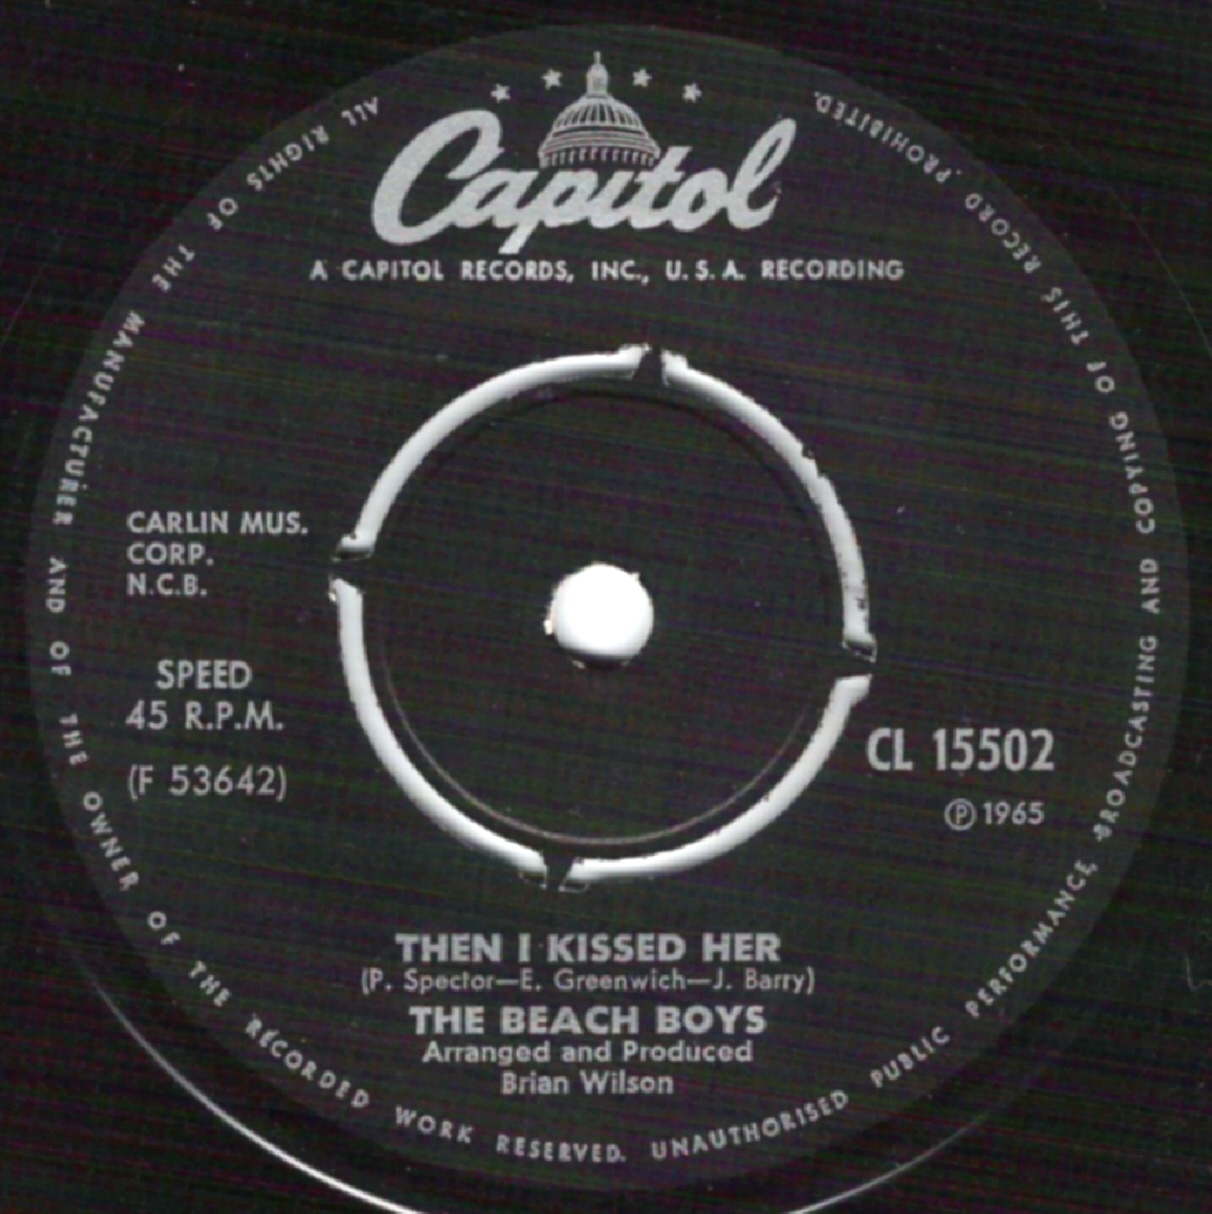 Capitol
A CAPITOL RECORDS, INC., U.S.A. RECORDING
CARLIN MUS.
CORP.
N.C.B.
SPEED
45 R.P.M.
(F 53642)
CL 15502
Ⓟ 1965
THEN I KISSED HER
(P. Spector—E. Greenwich—J. Barry)
THE BEACH BOYS
Arranged and Produced
Brian Wilson
ALL RIGHTS OF THE MANUFACTURER AND OF THE OWNER OF THE RECORDED WORK RESERVED. UNAUTHORISED PUBLIC PERFORMANCE, BROADCASTING AND COPYING OF THIS RECORD PROHIBITED.